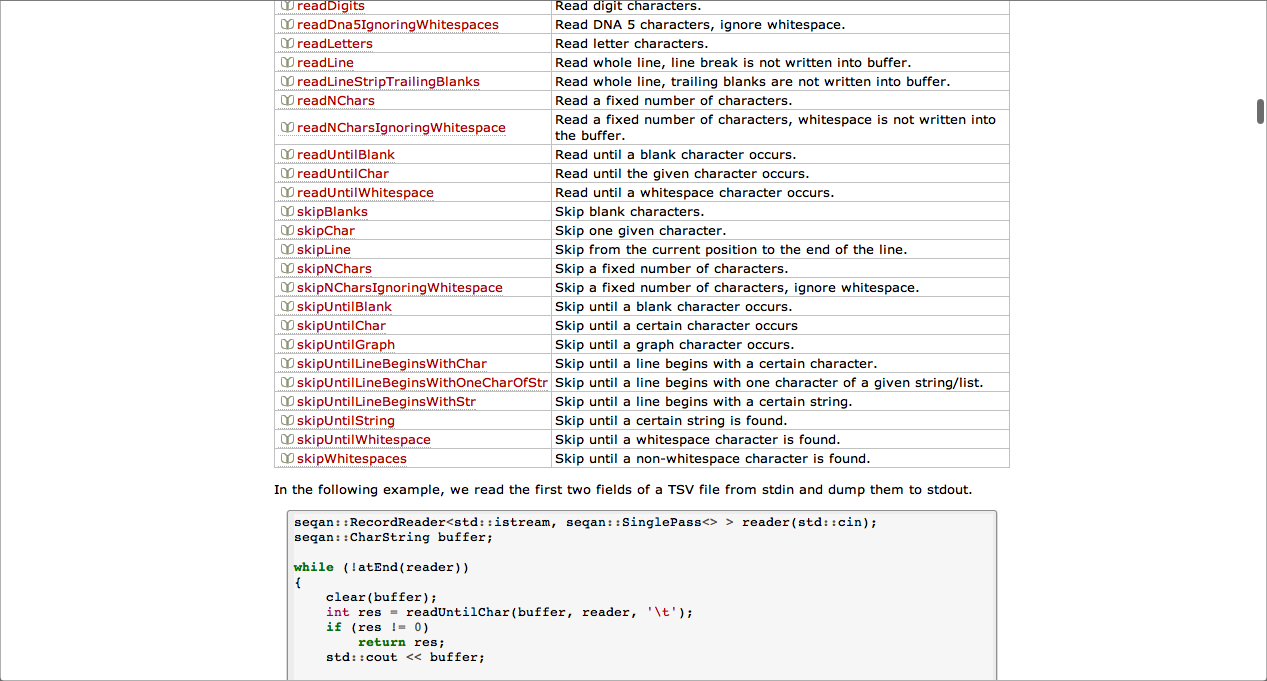 readDigits Read digit characters.
readDna5IgnoringWhitespaces Read DNA 5 characters, ignore whitespace.
readLetters Read letter characters.
readLine Read whole line, line break is not written into buffer.
readLineStripTrailingBlanks Read whole line, trailing blanks are not written into buffer.
readNChars Read a fixed number of characters.
readNCharsIgnoringWhitespace Read a fixed number of characters, whitespace is not written into
the buffer.
readUntilBlank Read until a blank character occurs.
readUntilChar Read until the given character occurs.
readUntilWhitespace Read until a whitespace character occurs.
skipBlanks Skip blank characters.
skipChar Skip one given character.
skipLine Skip from the current position to the end of the line.
skipNChars Skip a fixed number of characters.
skipNCharsIgnoringWhitespace Skip a fixed number of characters, ignore whitespace.
skipUntilBlank Skip until a blank character occurs.
skipUntilChar Skip until a certain character occurs
skipUntilGraph Skip until a graph character occurs.
skipUntilLineBeginsWithChar Skip until a line begins with a certain character.
skipUntilLineBeginsWithOneCharOfStr Skip until a line begins with one character of a given string/list.
skipUntilLineBeginsWithStr Skip until a line begins with a certain string.
skipUntilString Skip until a certain string is found.
skipUntilWhitespace Skip until a whitespace character is found.
skipWhitespaces Skip until a non-whitespace character is found.
In the following example, we read the first two fields of a TSV file from stdin and dump them to stdout.
seqan::RecordReader<std::istream, seqan::SinglePass<> > reader(std::cin);
seqan::CharString buffer;
while (!atEnd(reader))
{
    clear(buffer);
    int res = readUntilChar(buffer, reader, '\t');
    if (res != 0)
        return res;
    std::cout << buffer;